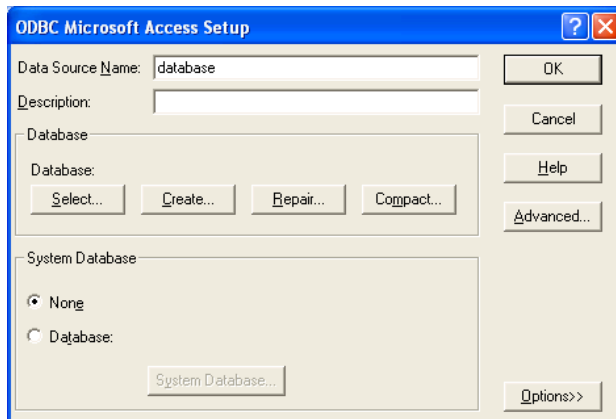 ODBC Microsoft Access Setup
Data Source Name: database
OK
Description:
Cancel
Database
Database:
Help
Select... Create... Repair... Compact...
Advanced...
System Database
None
Database:
System Database...
Options>>